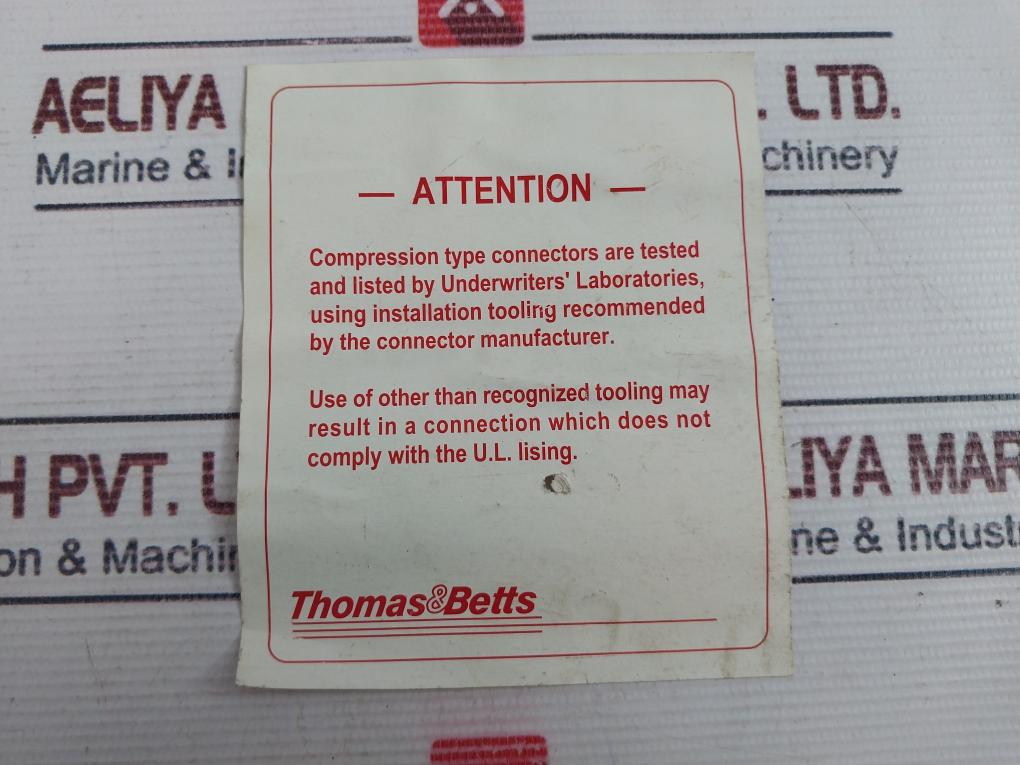 AELIYA
. LTD.
Marine &
chinery
— ATTENTION —
Compression type connectors are tested
and listed by Underwriters' Laboratories,
using installation tooling recommended
by the connector manufacturer.
Use of other than recognized tooling may
result in a connection which does not
comply with the U.L. lising.
H PVT.
LIYA MAR
on & Machin
ne & Indust
Thomas&Betts